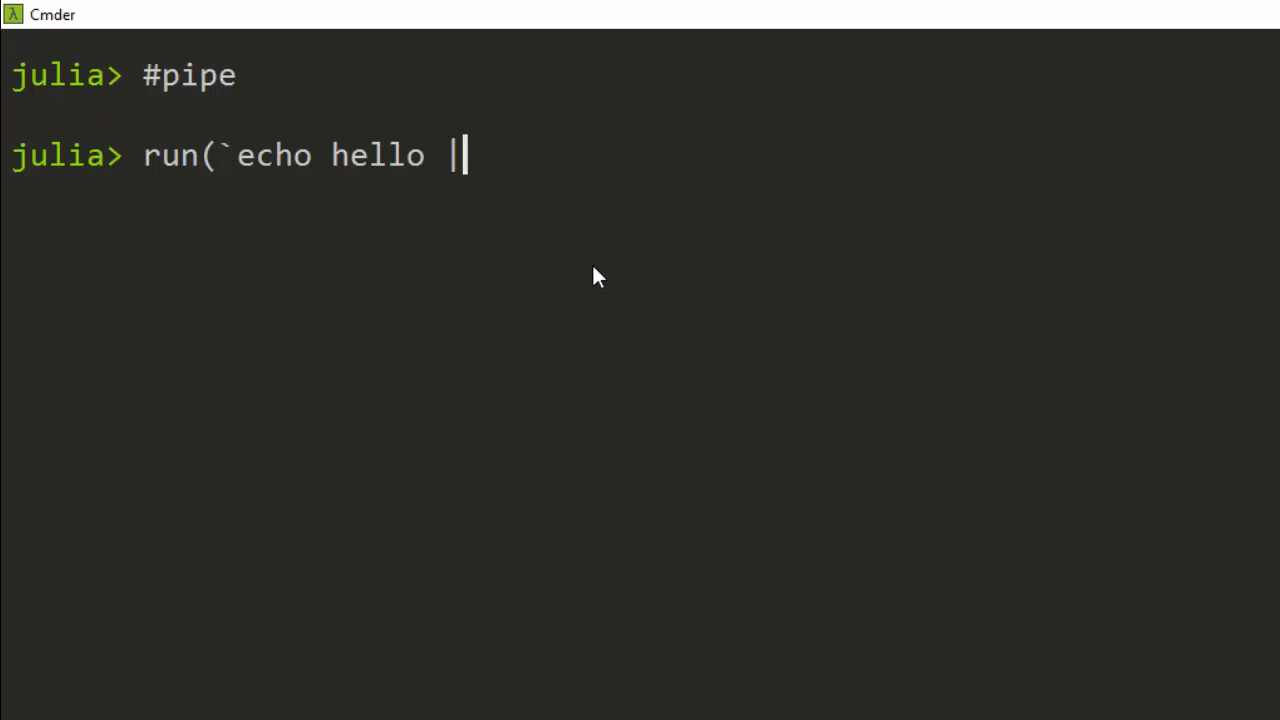 λ Cmder
julia> #pipe
julia> run(`echo hello |